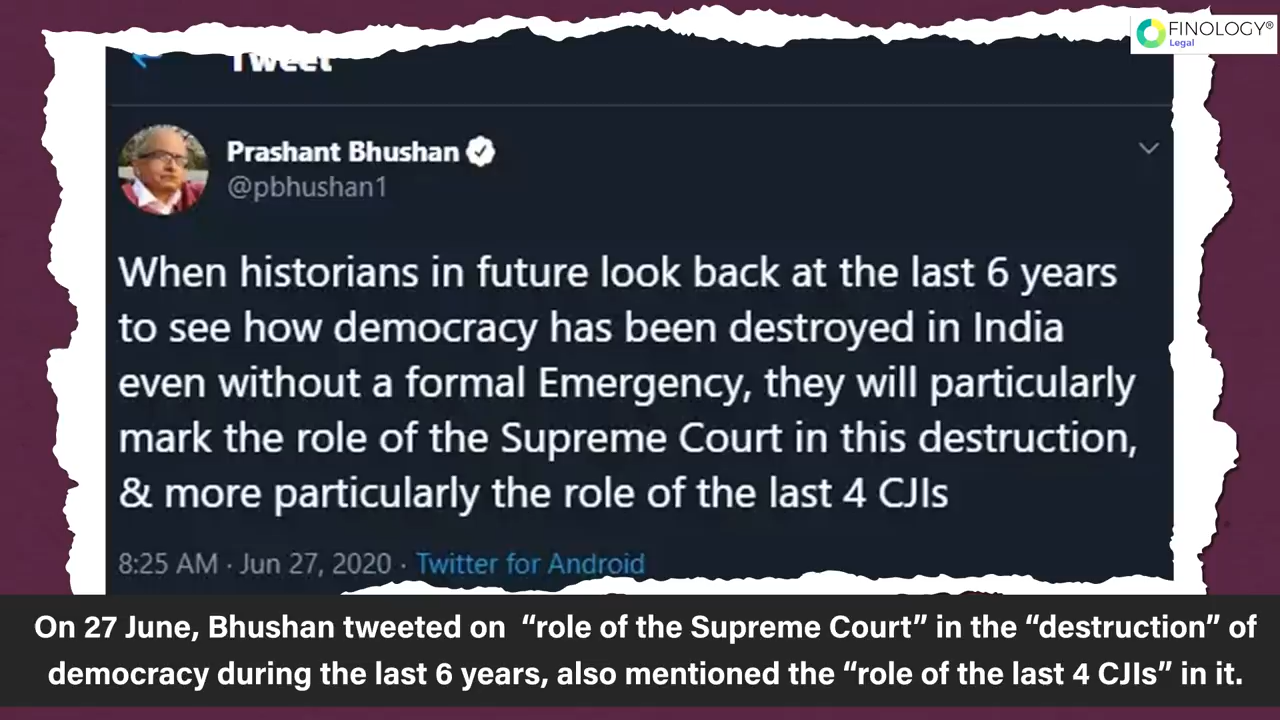 FINOLOGY®
Legal
Tweet
Prashant Bhushan
@pbhushan1
When historians in future look back at the last 6 years
to see how democracy has been destroyed in India
even without a formal Emergency, they will particularly
mark the role of the Supreme Court in this destruction,
& more particularly the role of the last 4 CJIs
8:25 AM · Jun 27, 2020 · Twitter for Android
On 27 June, Bhushan tweeted on “role of the Supreme Court” in the “destruction” of
democracy during the last 6 years, also mentioned the “role of the last 4 CJIs” in it.